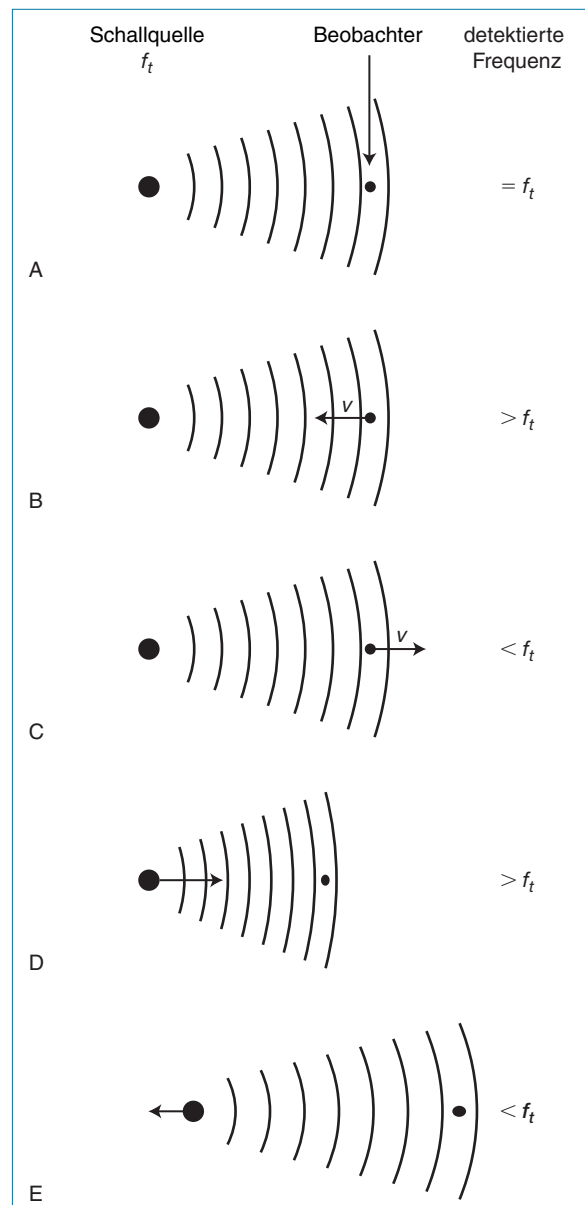 Schallquelle
f_t
Beobachter
detektierte
Frequenz
= f_t
A
v
> f_t
B
v
< f_t
C
> f_t
D
< f_t
E